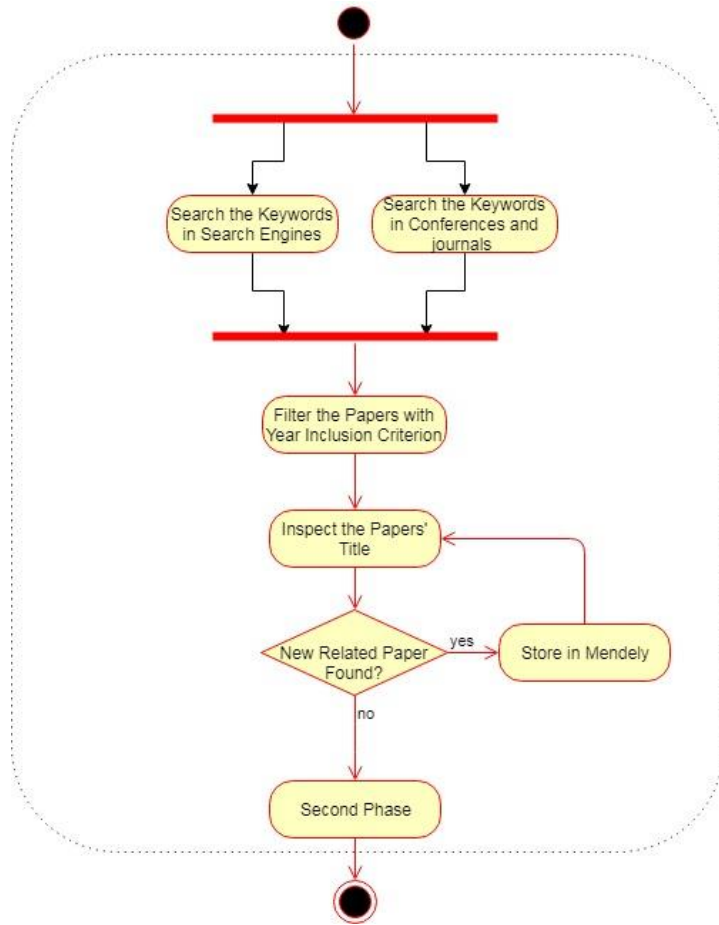 Search the Keywords
in Search Engines
Search the Keywords
in Conferences and
journals
Filter the Papers with
Year Inclusion Criterion
Inspect the Papers'
Title
New Related Paper
Found?
yes
Store in Mendely
no
Second Phase